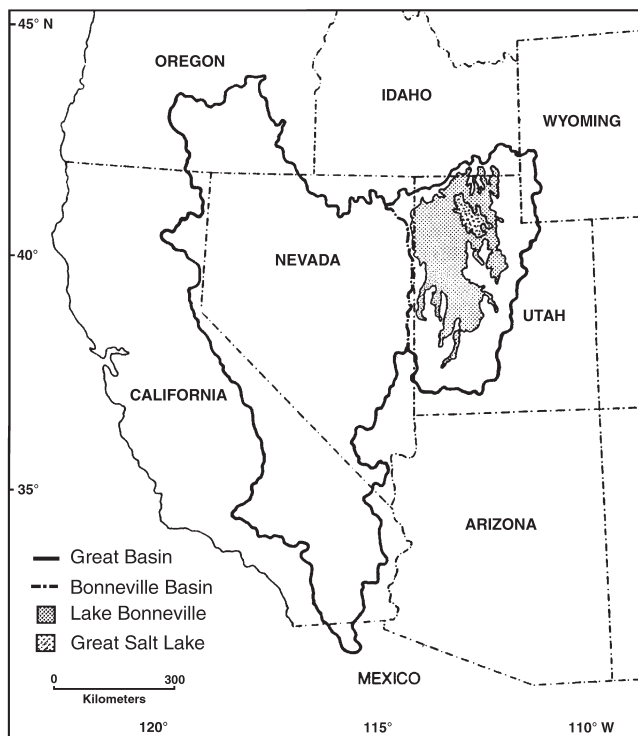 45° N
OREGON
IDAHO
WYOMING
40°
NEVADA
UTAH
CALIFORNIA
35°
ARIZONA
Great Basin
Bonneville Basin
Lake Bonneville
Great Salt Lake
0 300
Kilometers
MEXICO
120° 115° 110° W